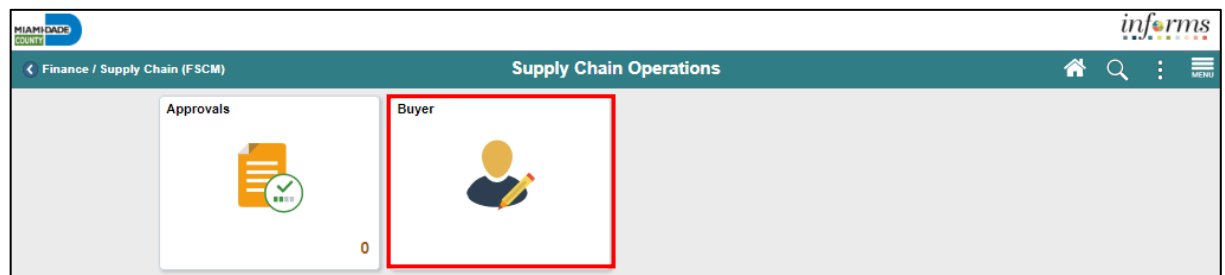 MIAMI-DADE
COUNTY
informs
Finance / Supply Chain (FSCM)
Supply Chain Operations
MENU
Approvals
Buyer
0